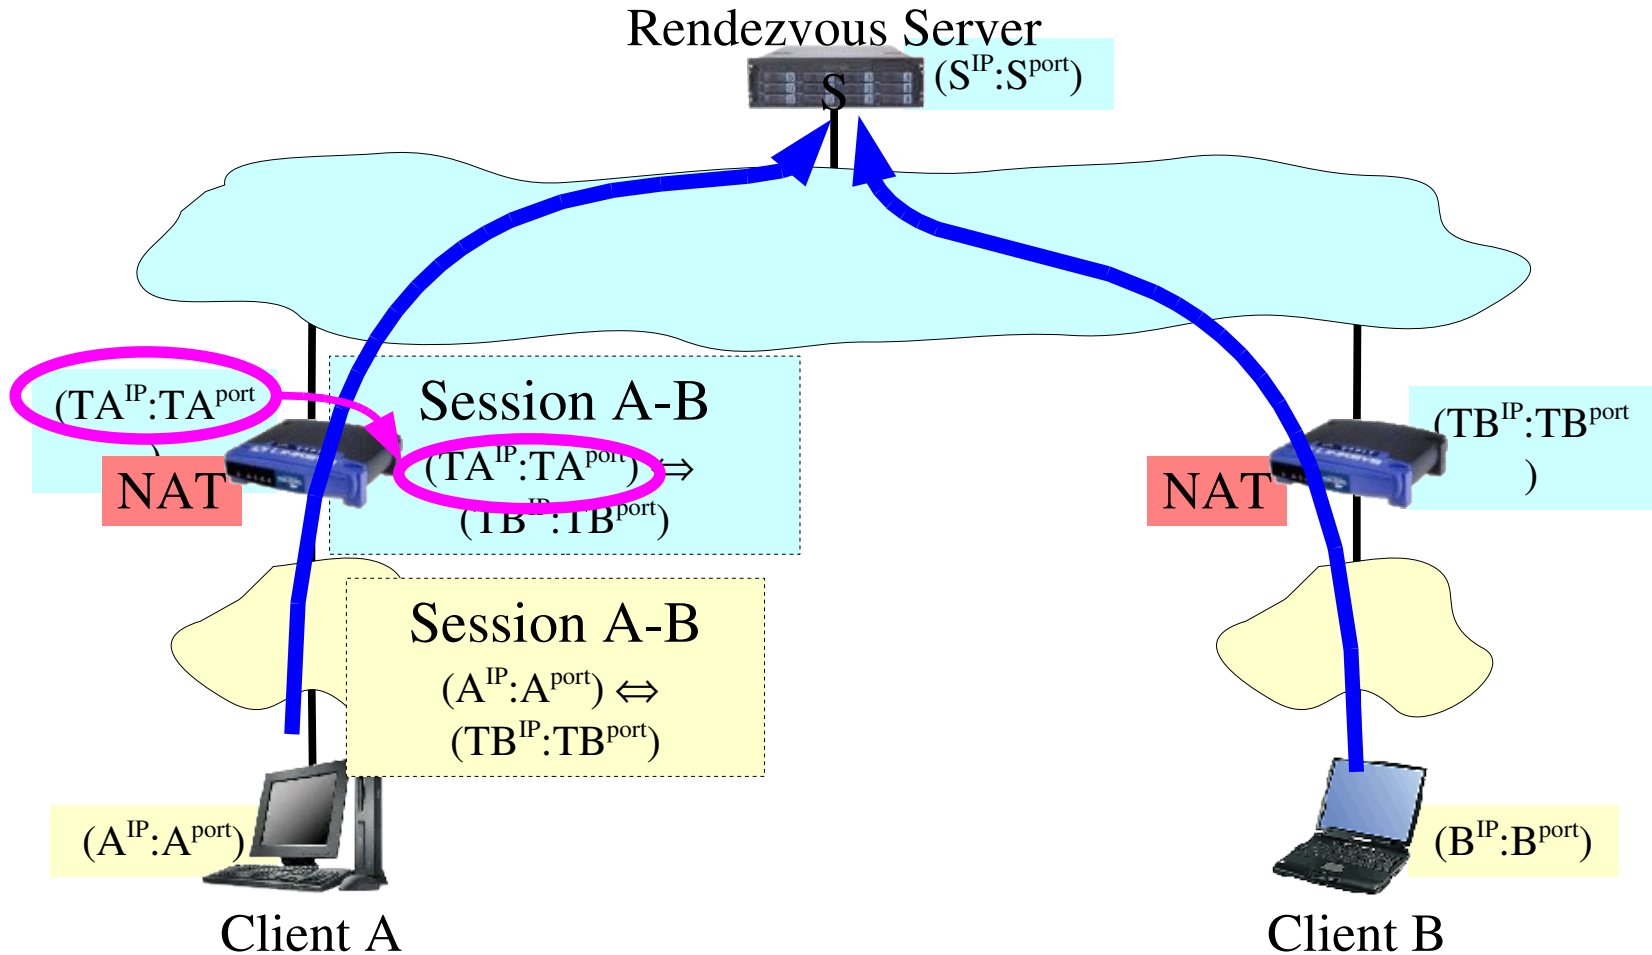 Rendezvous Server
S
(S^IP:S^port)
(TA^IP:TA^port
)
NAT
Session A-B
(TA^IP:TA^port) ⇔
(TB^IP:TB^port)
(TB^IP:TB^port
)
NAT
Session A-B
(A^IP:A^port) ⇔
(TB^IP:TB^port)
(A^IP:A^port)
(B^IP:B^port)
Client A
Client B